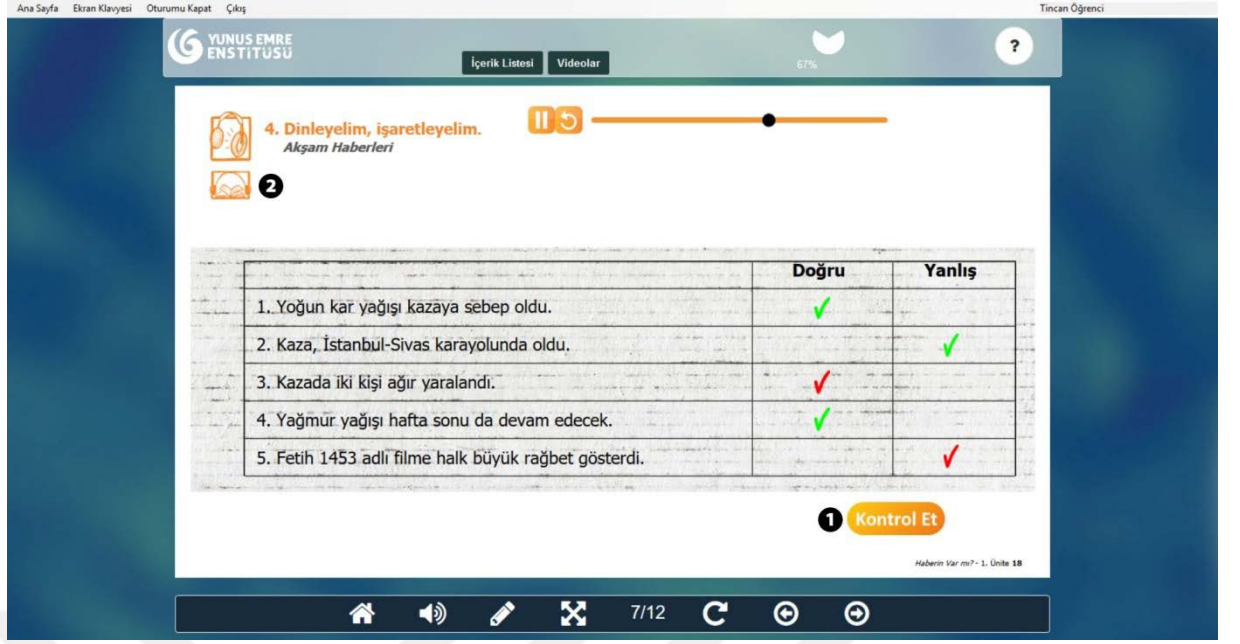 Ana Sayfa Ekran Klavyesi Oturumu Kapat Çıkış Tincan Öğrenci
YUNUS EMRE
ENSTİTÜSÜ
İçerik Listesi Videolar
67%
?
4. Dinleyelim, işaretleyelim.
Akşam Haberleri
2
Doğru Yanlış
1. Yoğun kar yağışı kazaya sebep oldu.
2. Kaza, İstanbul-Sivas karayolunda oldu.
3. Kazada iki kişi ağır yaralandı.
4. Yağmur yağışı hafta sonu da devam edecek.
5. Fetih 1453 adlı filme halk büyük rağbet gösterdi.
1 Kontrol Et
Haberin Var mı? - 1. Ünite 18
7/12